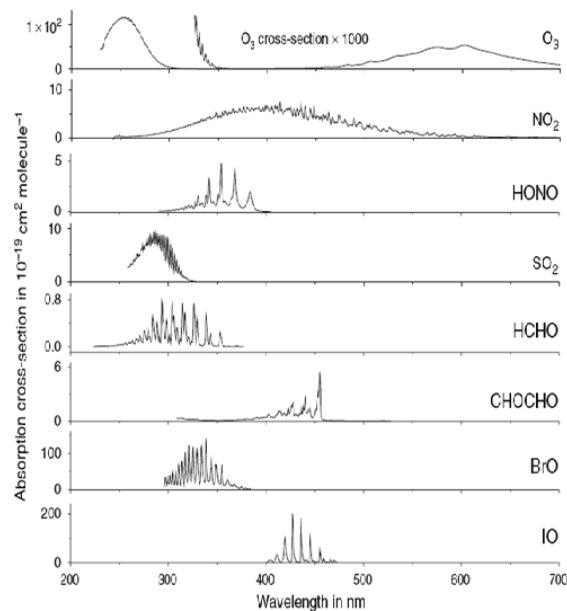 1×10²
O₃ cross-section × 1000
O₃
0
10
5
NO₂
0
5
HONO
0
10
5
SO₂
0
0.8
HCHO
0.0
6
CHOCHO
0
100
BrO
0
200
IO
0
200 300 400 500 600 700
Wavelength in nm
Absorption cross-section in 10⁻¹⁹ cm² molecule⁻¹